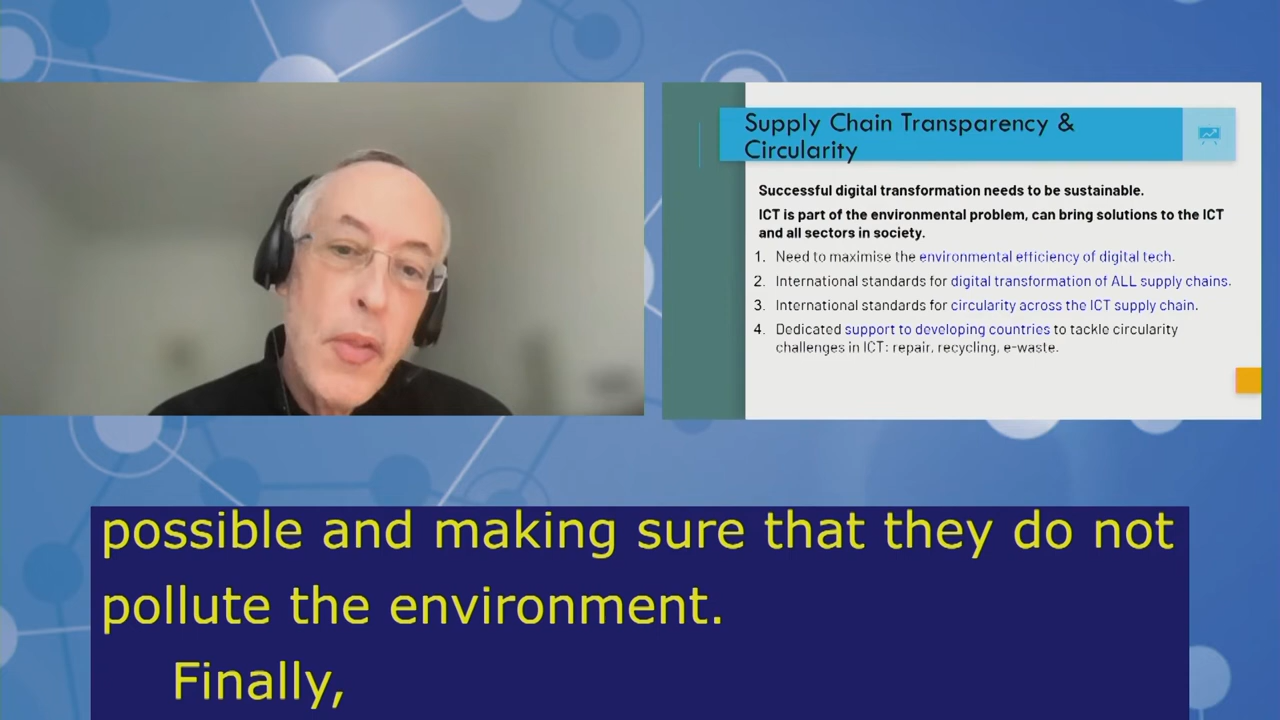 Supply Chain Transparency &
Circularity
Successful digital transformation needs to be sustainable.
ICT is part of the environmental problem, can bring solutions to the ICT
and all sectors in society.
1. Need to maximise the environmental efficiency of digital tech.
2. International standards for digital transformation of ALL supply chains.
3. International standards for circularity across the ICT supply chain.
4. Dedicated support to developing countries to tackle circularity
challenges in ICT: repair, recycling, e-waste.
possible and making sure that they do not
pollute the environment.
Finally,